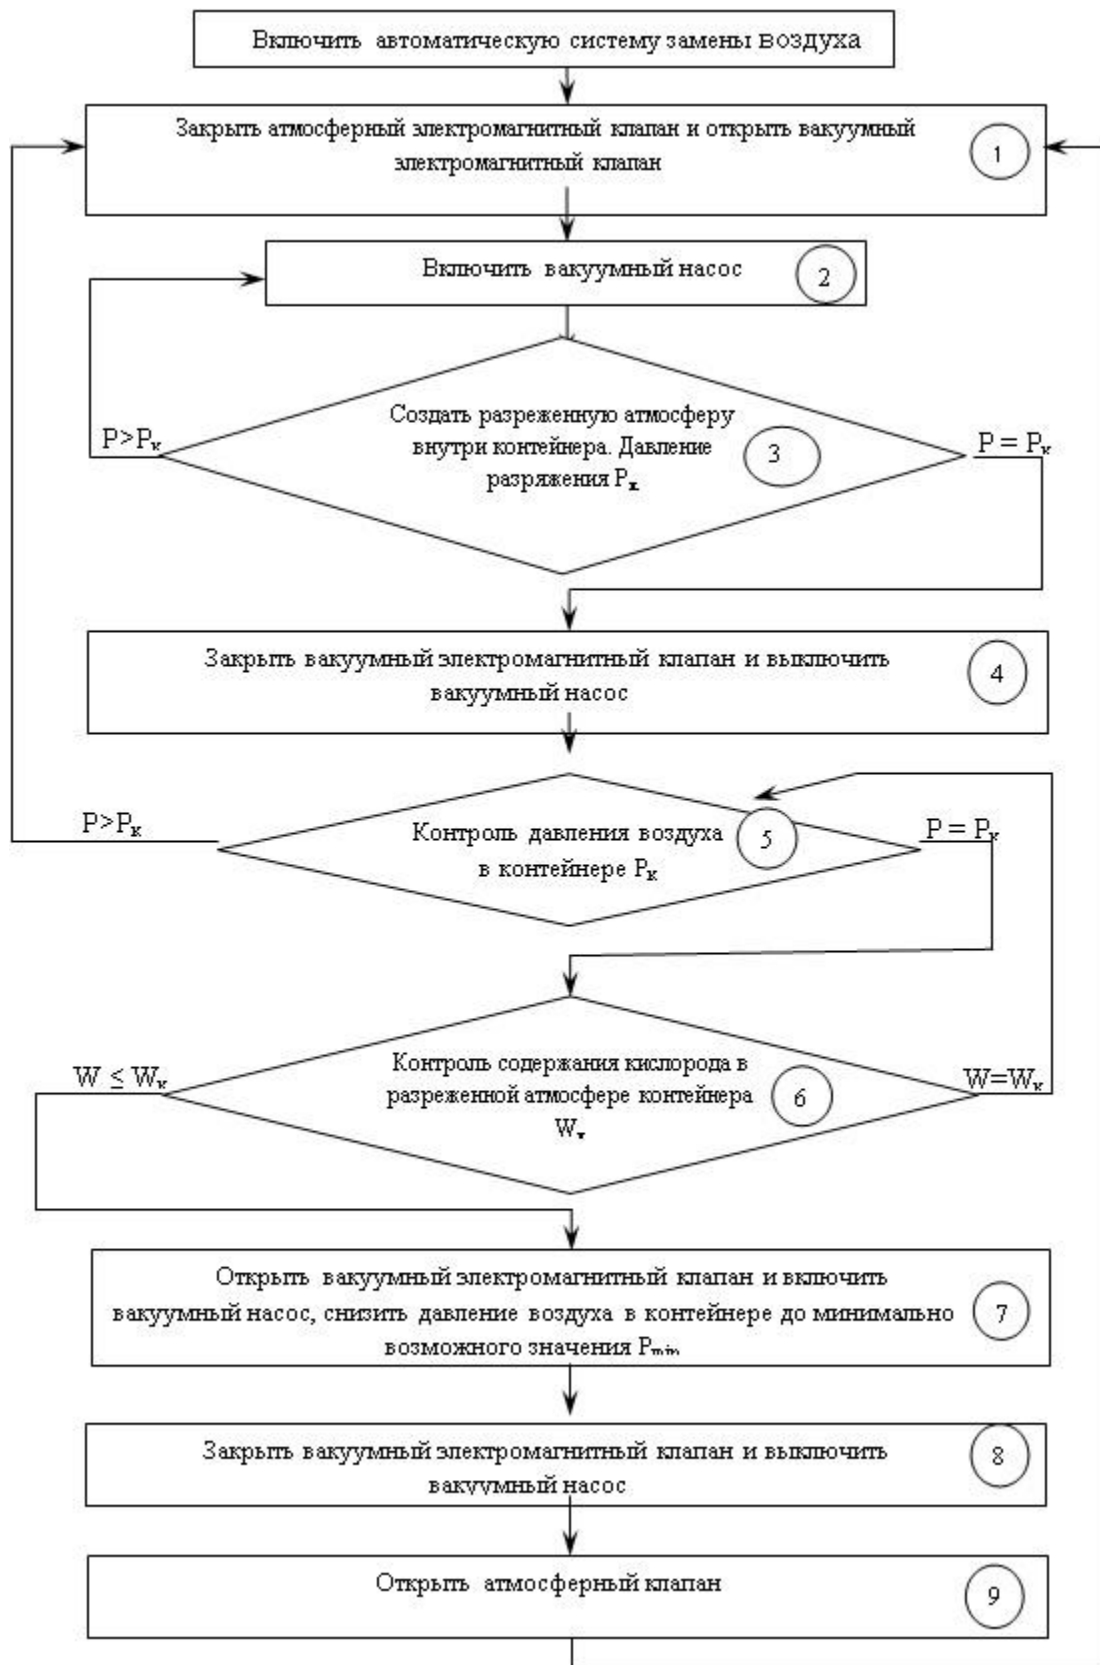 Включить автоматическую систему замены воздуха
Закрыть атмосферный электромагнитный клапан и открыть вакуумный
электромагнитный клапан
1
Включить вакуумный насос
2
Создать разреженную атмосферу
внутри контейнера. Давление
разряжения Pк
3
P>Pк
P = Pк
Закрыть вакуумный электромагнитный клапан и выключить
вакуумный насос
4
P>Pк
Контроль давления воздуха
в контейнере Pк
5
P = Pк
W ≤ Wк
Контроль содержания кислорода в
разреженной атмосфере контейнера
Wк
6
W=Wк
Открыть вакуумный электромагнитный клапан и включить
вакуумный насос, снизить давление воздуха в контейнере до минимально
возможного значения Pmin
7
Закрыть вакуумный электромагнитный клапан и выключить
вакуумный насос
8
Открыть атмосферный клапан
9